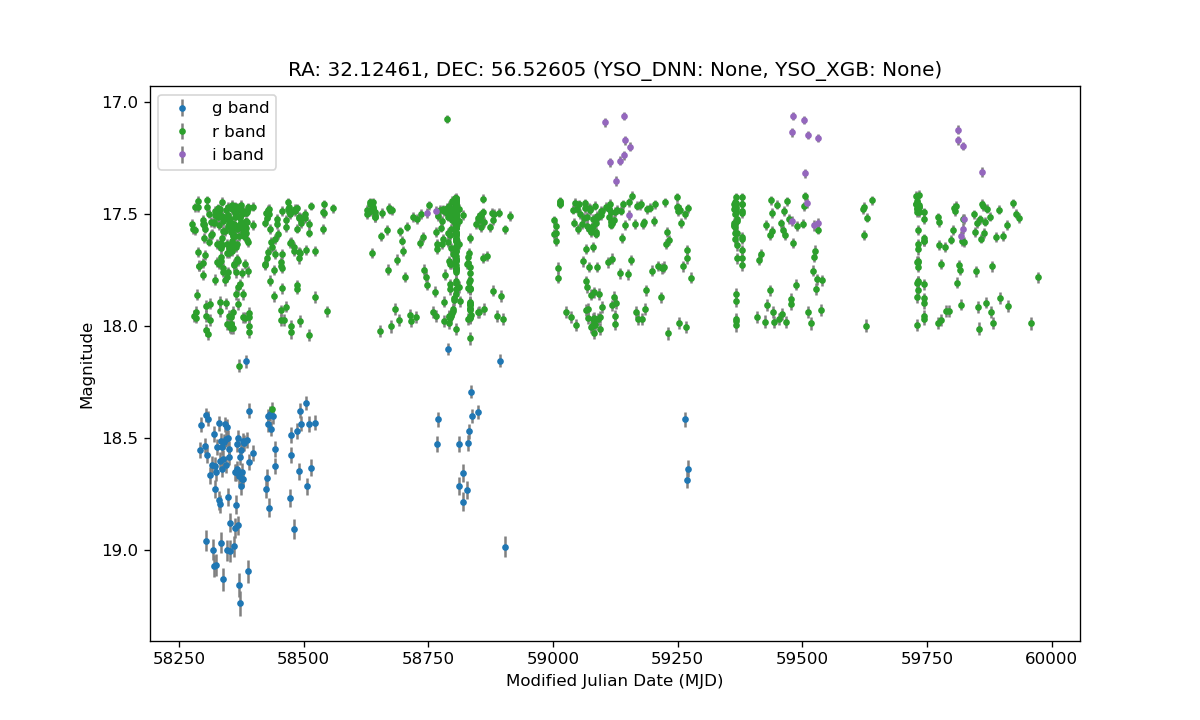 RA: 32.12461, DEC: 56.52605 (YSO_DNN: None, YSO_XGB: None)
g band
r band
i band
17.0
17.5
18.0
18.5
19.0
Magnitude
58250 58500 58750 59000 59250 59500 59750 60000
Modified Julian Date (MJD)